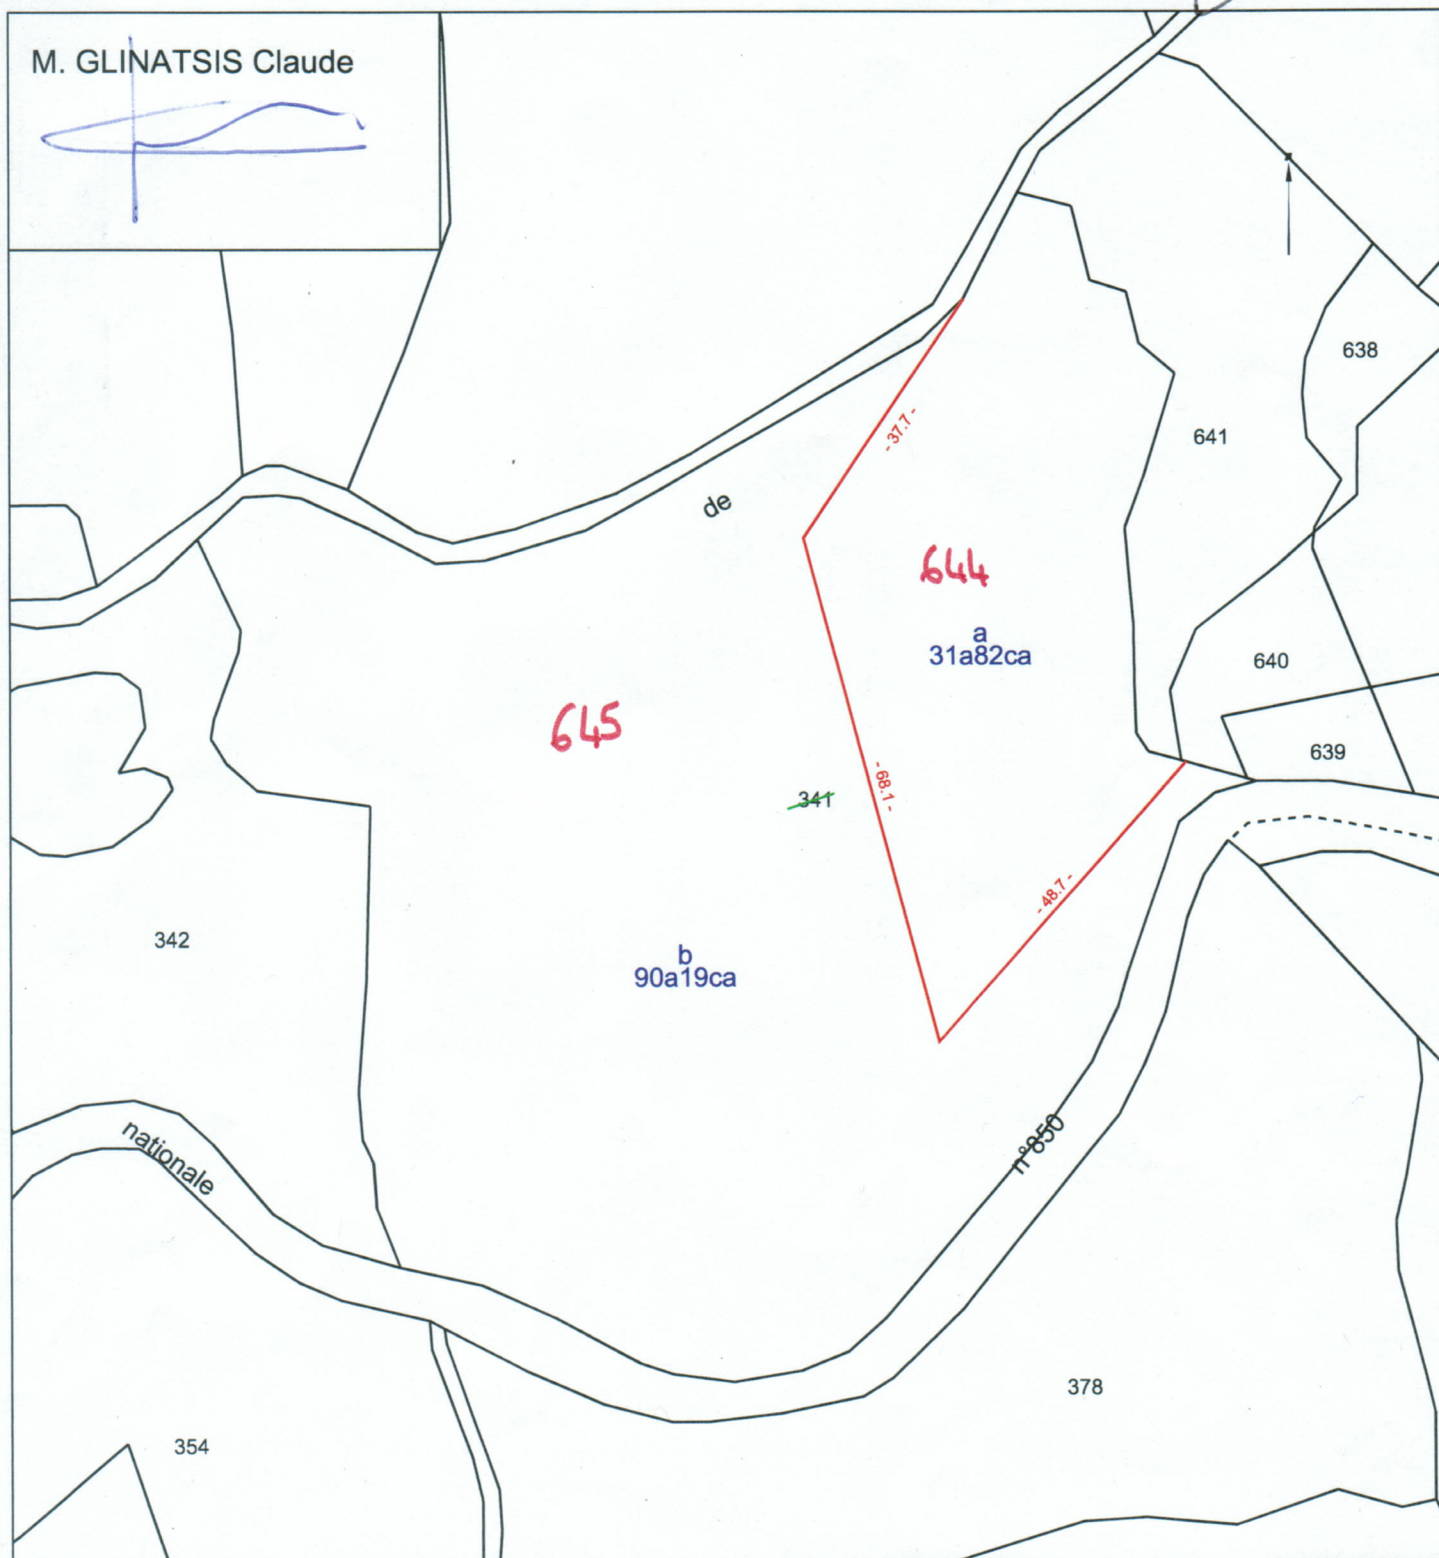 M. GLINATSIS Claude
638
- 37.7 -
641
de
644
a
31a82ca
640
645
639
- 68.1 -
341
- 48.7 -
342
b
90a19ca
n°850
nationale
378
354